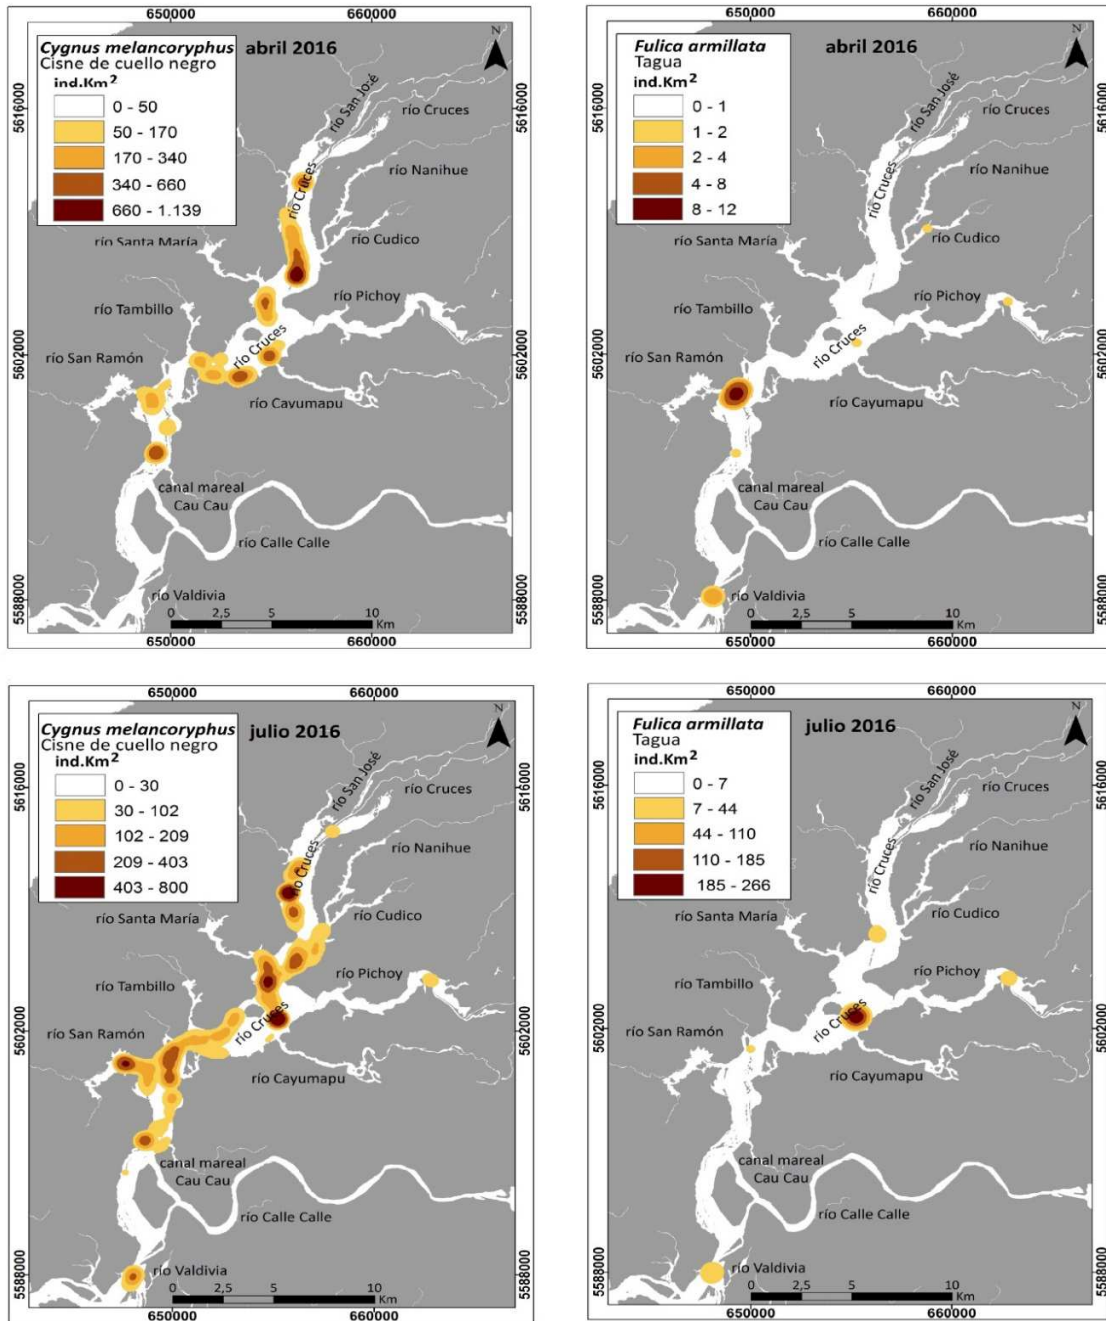 650000
660000
Cygnus melancoryphus
Cisne de cuello negro
ind.Km²
0 - 50
50 - 170
170 - 340
340 - 660
660 - 1.139
abril 2016
N
5616000
5602000
5588000
río San José
río Cruces
río Nanihue
río Cruces
río Cudico
río Santa María
río Pichoy
río Tambillo
río Cruces
río San Ramón
río Cayumapu
canal mareal
Cau Cau
río Calle Calle
río Valdivia
0 2,5 5 10
Km
650000
660000
650000
660000
Fulica armillata
Tagua
ind.Km²
0 - 1
1 - 2
2 - 4
4 - 8
8 - 12
abril 2016
N
5616000
5602000
5588000
río San José
río Cruces
río Nanihue
río Cruces
río Cudico
río Santa María
río Pichoy
río Tambillo
río Cruces
río San Ramón
río Cayumapu
canal mareal
Cau Cau
río Calle Calle
río Valdivia
0 2,5 5 10
Km
650000
660000
650000
660000
Cygnus melancoryphus
Cisne de cuello negro
ind.Km²
0 - 30
30 - 102
102 - 209
209 - 403
403 - 800
julio 2016
N
5616000
5602000
5588000
río San José
río Cruces
río Nanihue
río Cruces
río Cudico
río Santa María
río Pichoy
río Tambillo
río Cruces
río San Ramón
río Cayumapu
canal mareal
Cau Cau
río Calle Calle
río Valdivia
0 2,5 5 10
Km
650000
660000
650000
660000
Fulica armillata
Tagua
ind.Km²
0 - 7
7 - 44
44 - 110
110 - 185
185 - 266
julio 2016
N
5616000
5602000
5588000
río San José
río Cruces
río Nanihue
río Cruces
río Cudico
río Santa María
río Pichoy
río Tambillo
río Cruces
río San Ramón
río Cayumapu
canal mareal
Cau Cau
río Calle Calle
río Valdivia
0 2,5 5 10
Km
650000
660000